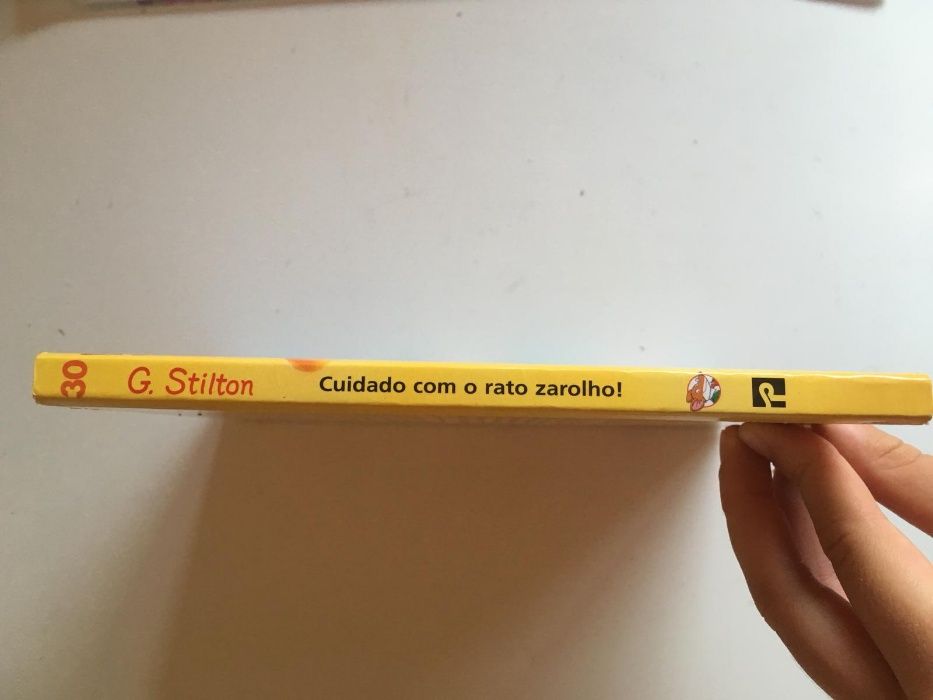 30
G. Stilton
Cuidado com o rato zarolho!
P